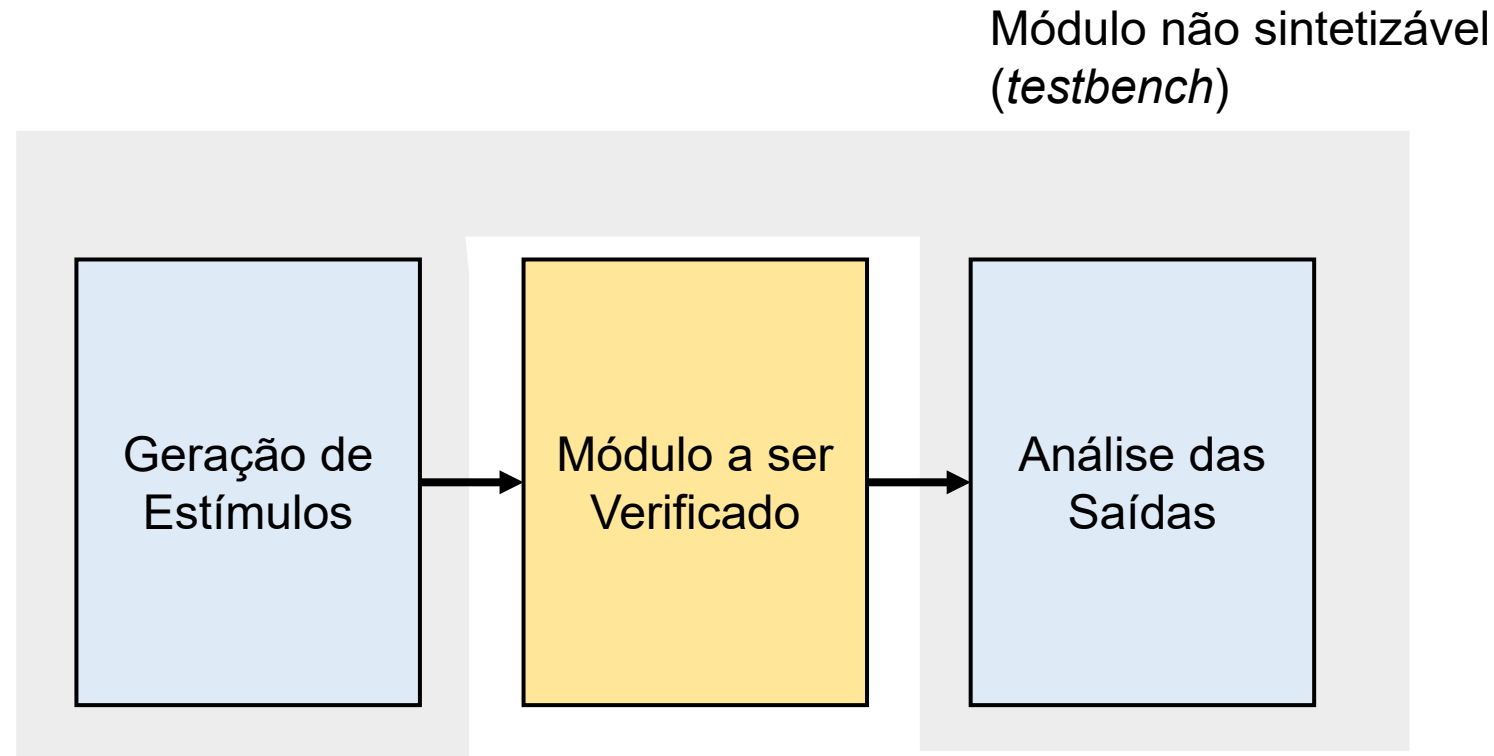 Módulo não sintetizável
(testbench)
Geração de
Estímulos
Módulo a ser
Verificado
Análise das
Saídas